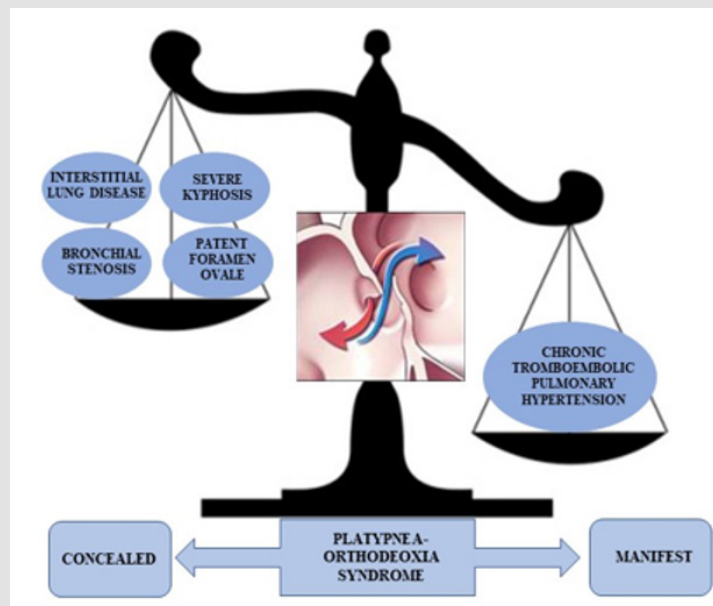 INTERSTITIAL
LUNG DISEASE
SEVERE
KYPHOSIS
BRONCHIAL
STENOSIS
PATENT
FORAMEN
OVALE
CHRONIC
TROMBOEMBOLIC
PULMONARY
HYPERTENSION
CONCEALED
PLATYPNEA-
ORTHODEOXIA
SYNDROME
MANIFEST